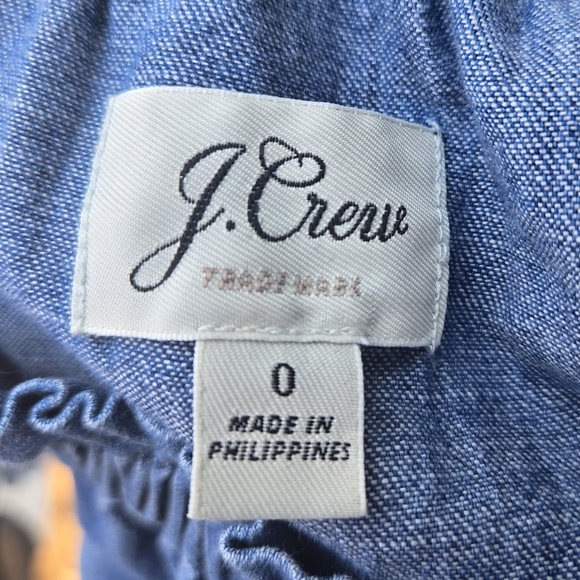 J.Crew
TRADEMARK
0
MADE IN
PHILIPPINES